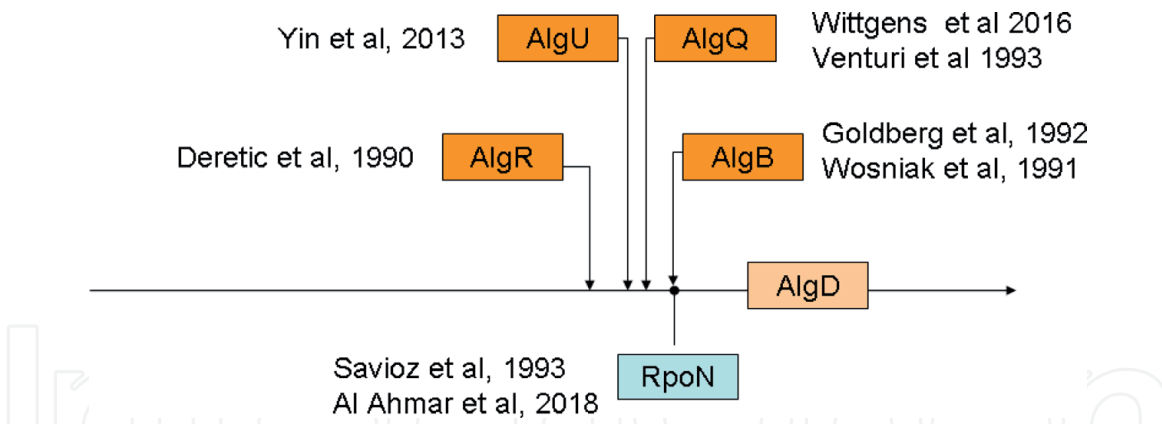 Yin et al, 2013
AlgU
AlgQ
Wittgens et al 2016
Venturi et al 1993
Deretic et al, 1990
AlgR
AlgB
Goldberg et al, 1992
Wosniak et al, 1991
AlgD
Savioz et al, 1993
Al Ahmar et al, 2018
RpoN